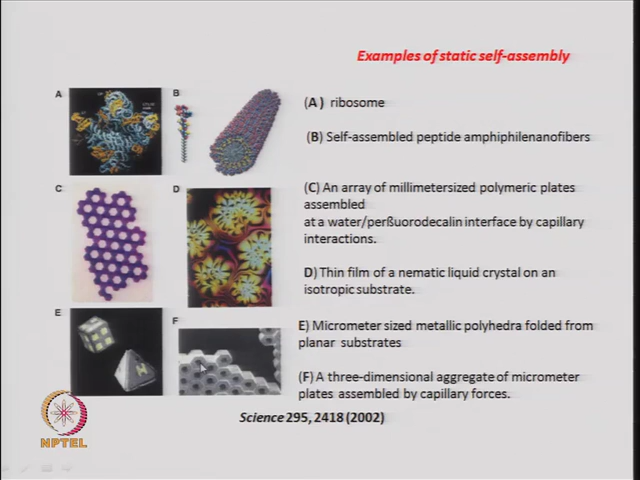 Examples of static self-assembly
A
B
(A ) ribosome
(B) Self-assembled peptide amphiphilenanofibers
C
D
(C) An array of millimetersized polymeric plates
assembled
at a water/perßuorodecalin interface by capillary
interactions.
D) Thin film of a nematic liquid crystal on an
isotropic substrate.
E
F
E) Micrometer sized metallic polyhedra folded from
planar substrates
(F) A three-dimensional aggregate of micrometer
plates assembled by capillary forces.
Science 295, 2418 (2002)
NPTEL